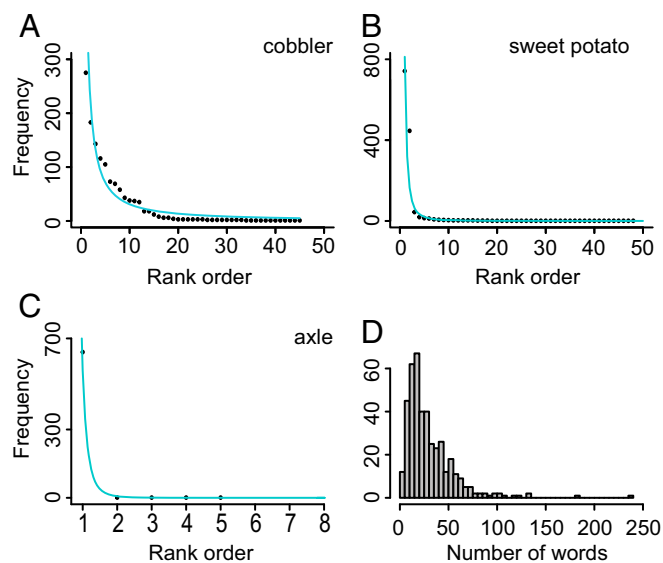 A
cobbler
Frequency
300
200
100
0
0 10 20 30 40 50
Rank order
B
sweet potato
800
400
0
0 10 20 30 40 50
Rank order
C
axle
Frequency
700
300
0
1 2 3 4 5 6 7 8
Rank order
D
60
40
20
0
0 50 100 150 200 250
Number of words